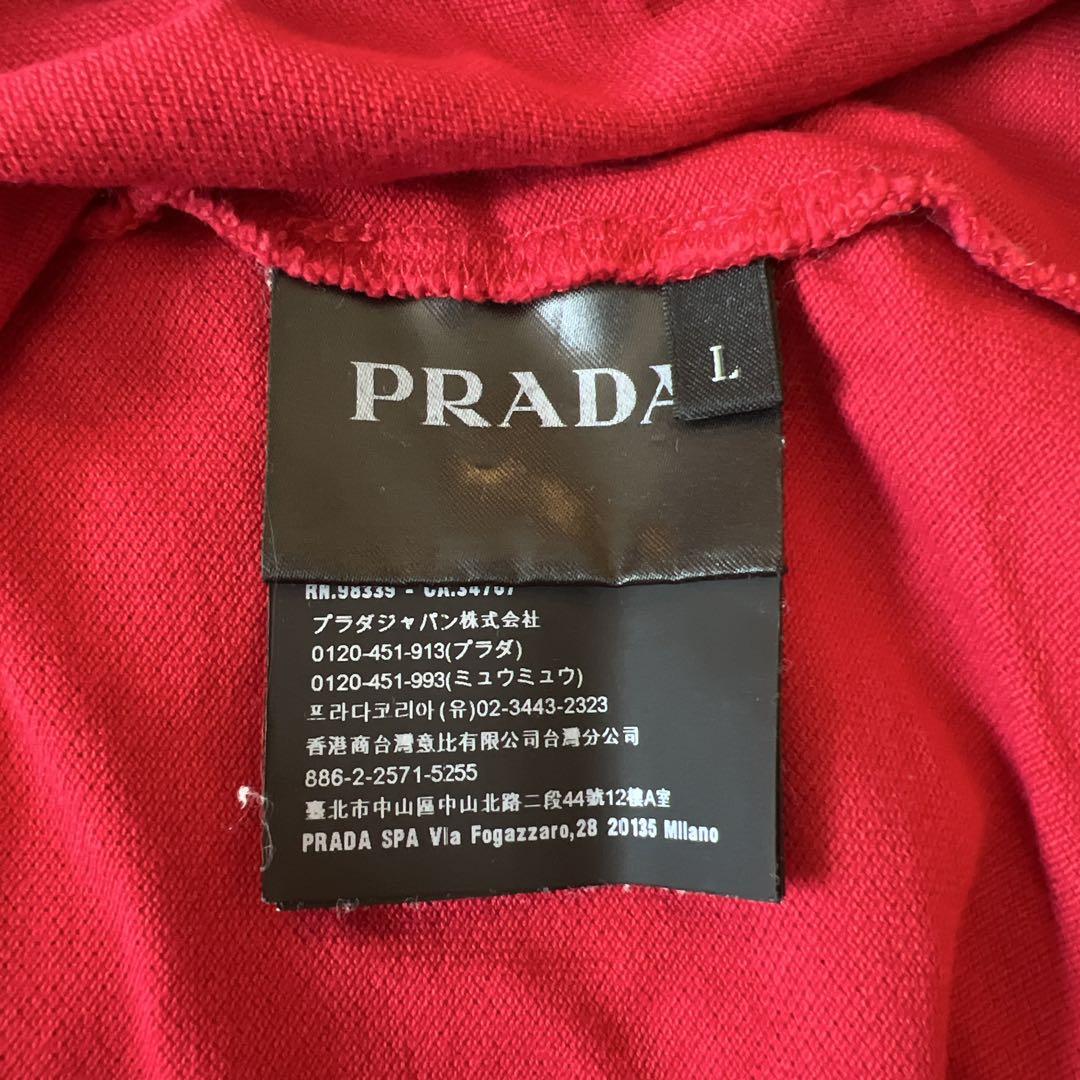 PRADA
L
RN.98339 - CA.34767
プラダジャパン株式会社
0120-451-913(プラダ)
0120-451-993(ミュウミュウ)
프라다코리아(유)02-3443-2323
香港商台灣意比有限公司台灣分公司
886-2-2571-5255
臺北市中山區中山北路二段44號12樓A室
PRADA SPA Via Fogazzaro,28 20135 Milano